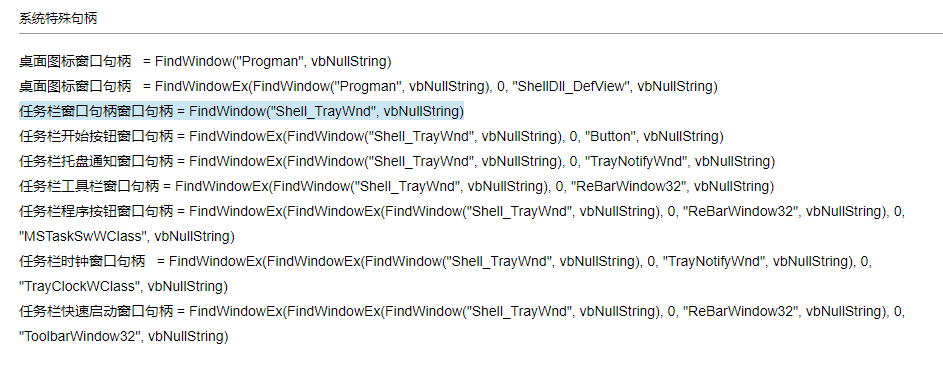 系统特殊句柄
桌面图标窗口句柄   = FindWindow("Progman", vbNullString)
桌面图标窗口句柄   = FindWindowEx(FindWindow("Progman", vbNullString), 0, "ShellDll_DefView", vbNullString)
任务栏窗口句柄窗口句柄 = FindWindow("Shell_TrayWnd", vbNullString)
任务栏开始按钮窗口句柄 = FindWindowEx(FindWindow("Shell_TrayWnd", vbNullString), 0, "Button", vbNullString)
任务栏托盘通知窗口句柄 = FindWindowEx(FindWindow("Shell_TrayWnd", vbNullString), 0, "TrayNotifyWnd", vbNullString)
任务栏工具栏窗口句柄 = FindWindowEx(FindWindow("Shell_TrayWnd", vbNullString), 0, "ReBarWindow32", vbNullString)
任务栏程序按钮窗口句柄 = FindWindowEx(FindWindowEx(FindWindow("Shell_TrayWnd", vbNullString), 0, "ReBarWindow32", vbNullString), 0,
"MSTaskSwWClass", vbNullString)
任务栏时钟窗口句柄   = FindWindowEx(FindWindowEx(FindWindow("Shell_TrayWnd", vbNullString), 0, "TrayNotifyWnd", vbNullString), 0,
"TrayClockWClass", vbNullString)
任务栏快速启动窗口句柄 = FindWindowEx(FindWindowEx(FindWindow("Shell_TrayWnd", vbNullString), 0, "ReBarWindow32", vbNullString), 0,
"ToolbarWindow32", vbNullString)